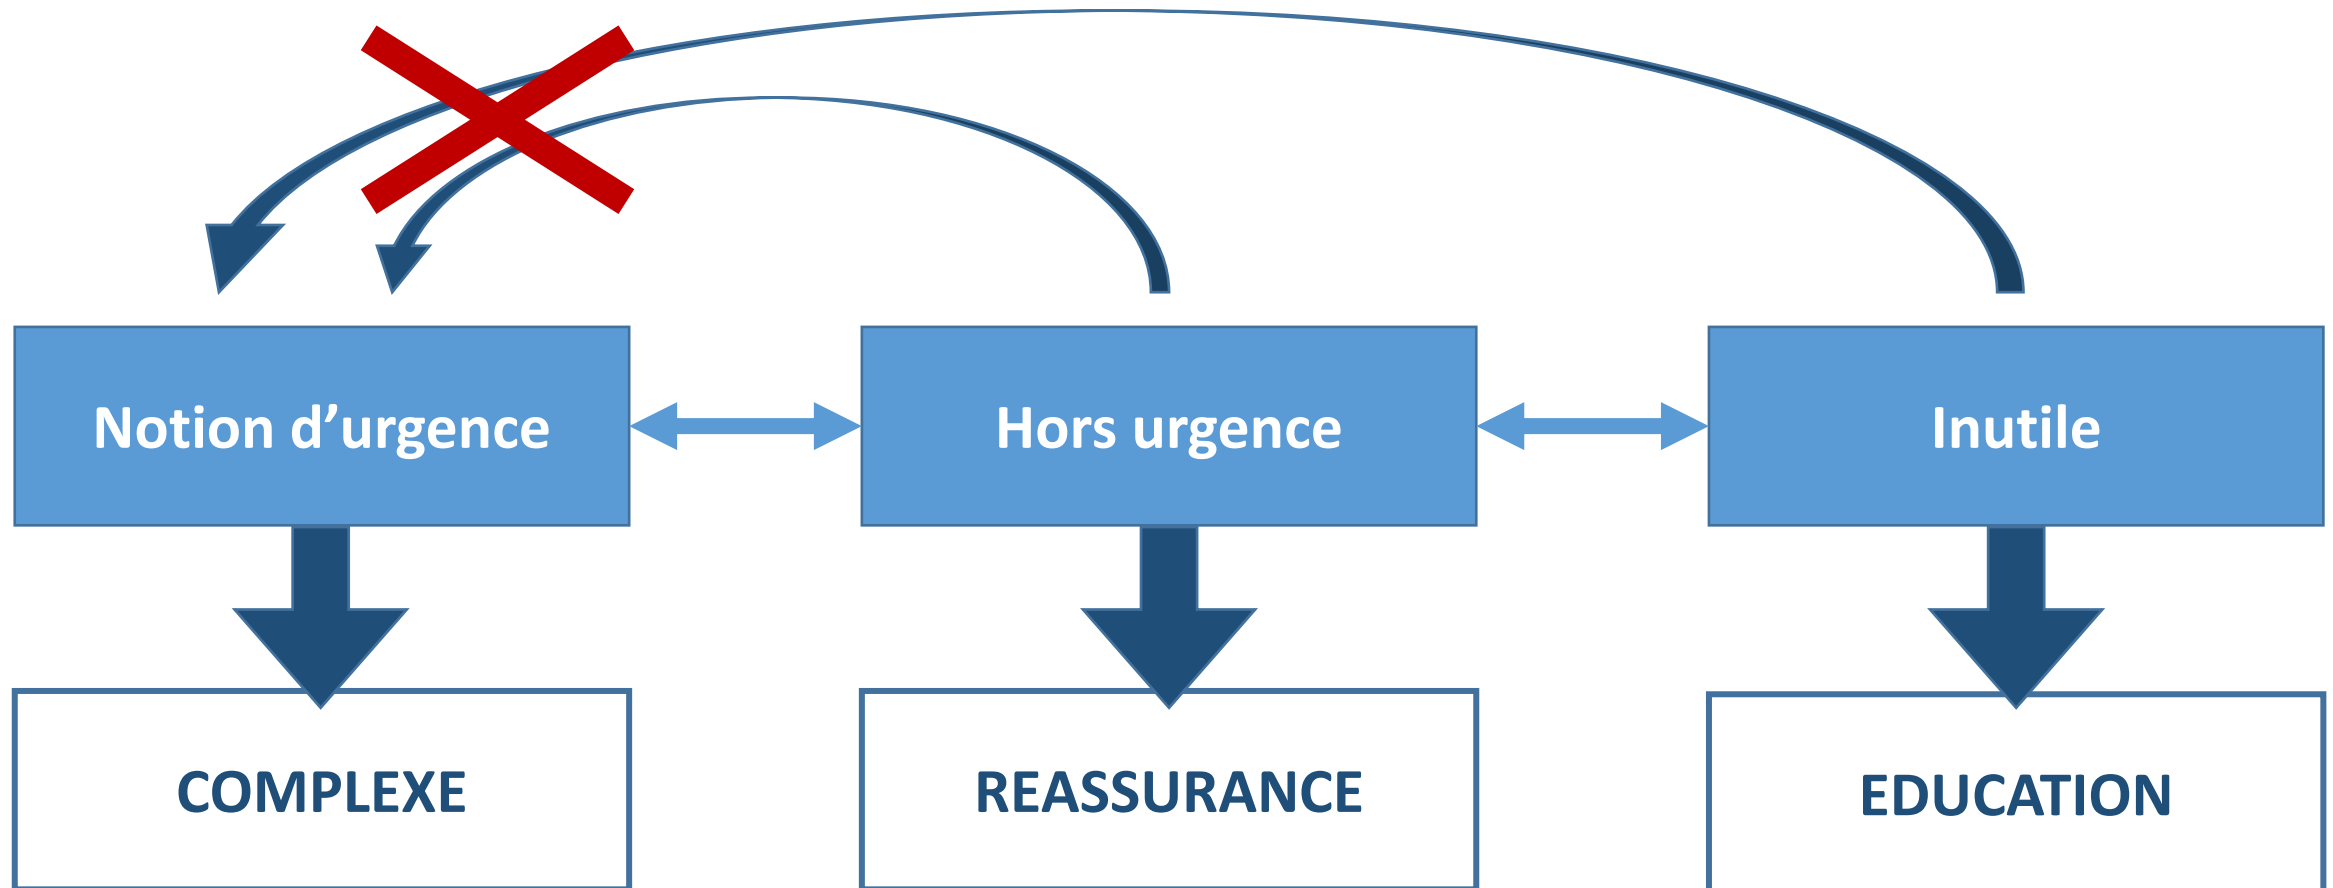 Notion d’urgence
Hors urgence
Inutile
COMPLEXE
REASSURANCE
EDUCATION